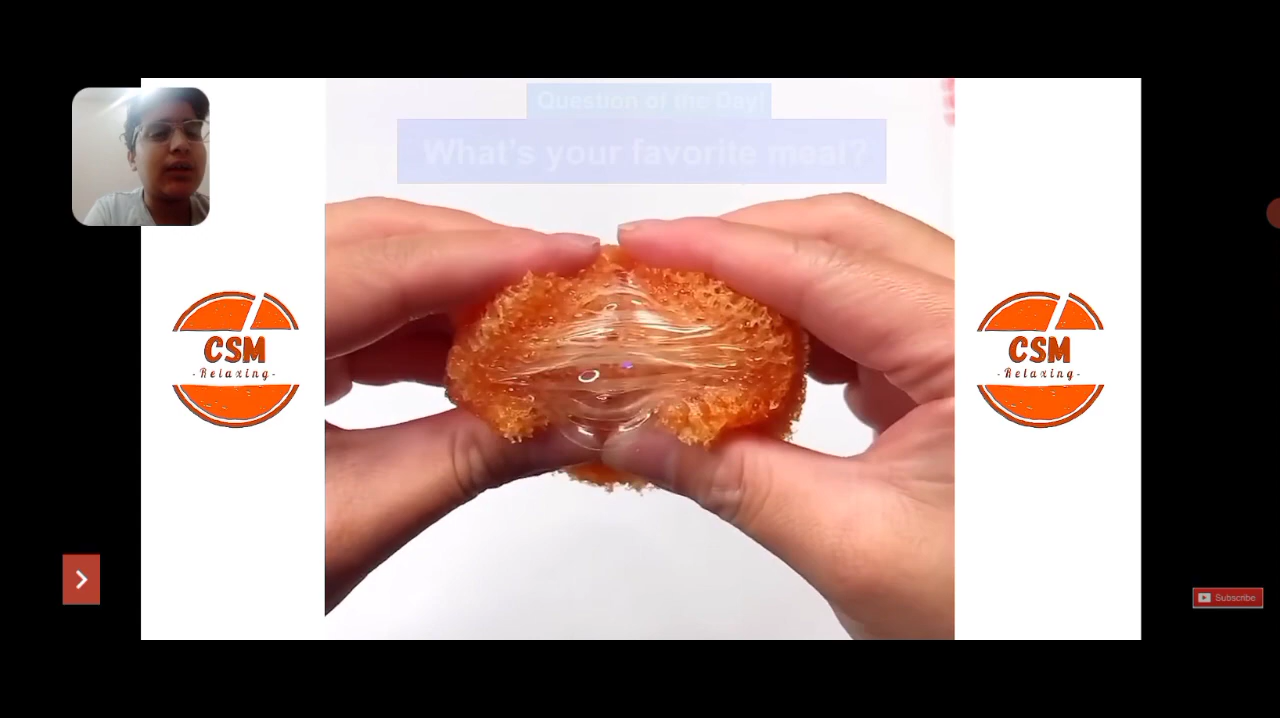 Question of the Day!
What's your favorite meal?
CSM
-Relaxing-
CSM
-Relaxing-
Subscribe